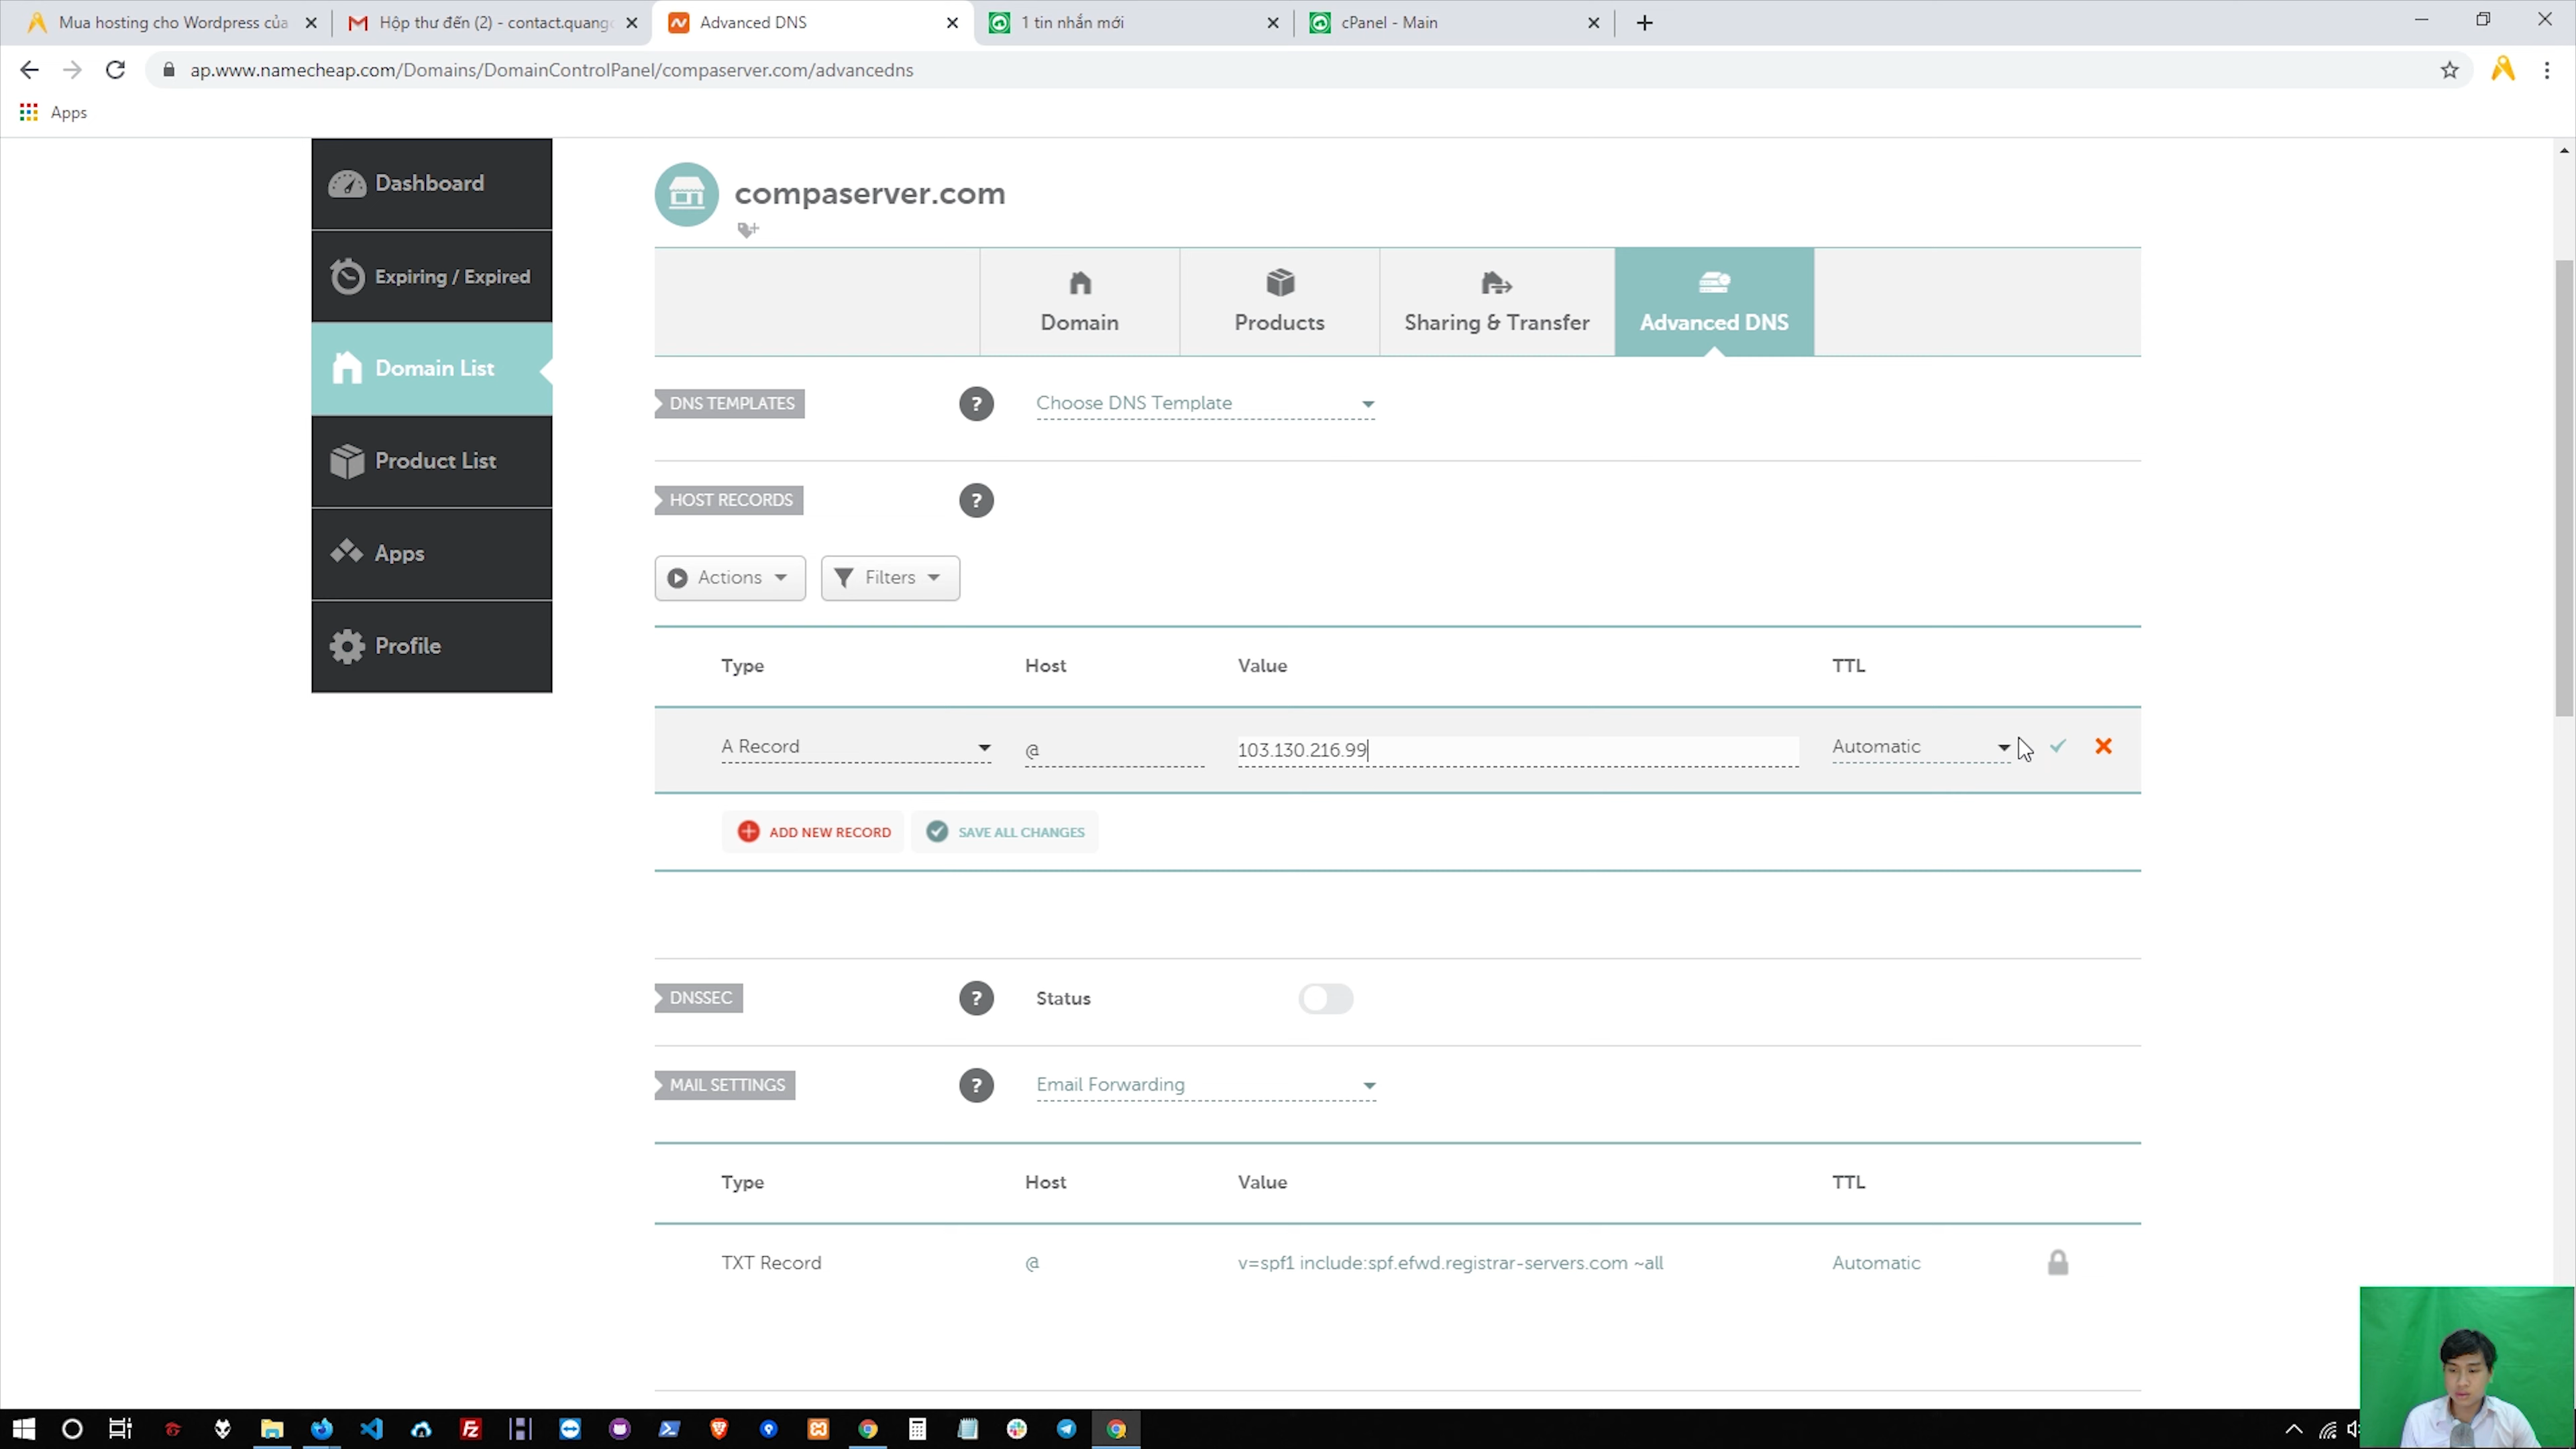 Mua hosting cho Wordpress của
Hộp thư đến (2) - contact.quang
Advanced DNS
1 tin nhắn mới
cPanel - Main
ap.www.namecheap.com/Domains/DomainControlPanel/compaserver.com/advancedns
Apps
Dashboard
Expiring / Expired
Domain List
Product List
Apps
Profile
compaserver.com
Domain
Products
Sharing & Transfer
Advanced DNS
DNS TEMPLATES
?
Choose DNS Template
HOST RECORDS
?
Actions
Filters
Type Host Value TTL
A Record @ 103.130.216.99 Automatic
ADD NEW RECORD
SAVE ALL CHANGES
DNSSEC
?
Status
MAIL SETTINGS
?
Email Forwarding
Type Host Value TTL
TXT Record @ v=spf1 include:spf.efwd.registrar-servers.com ~all Automatic